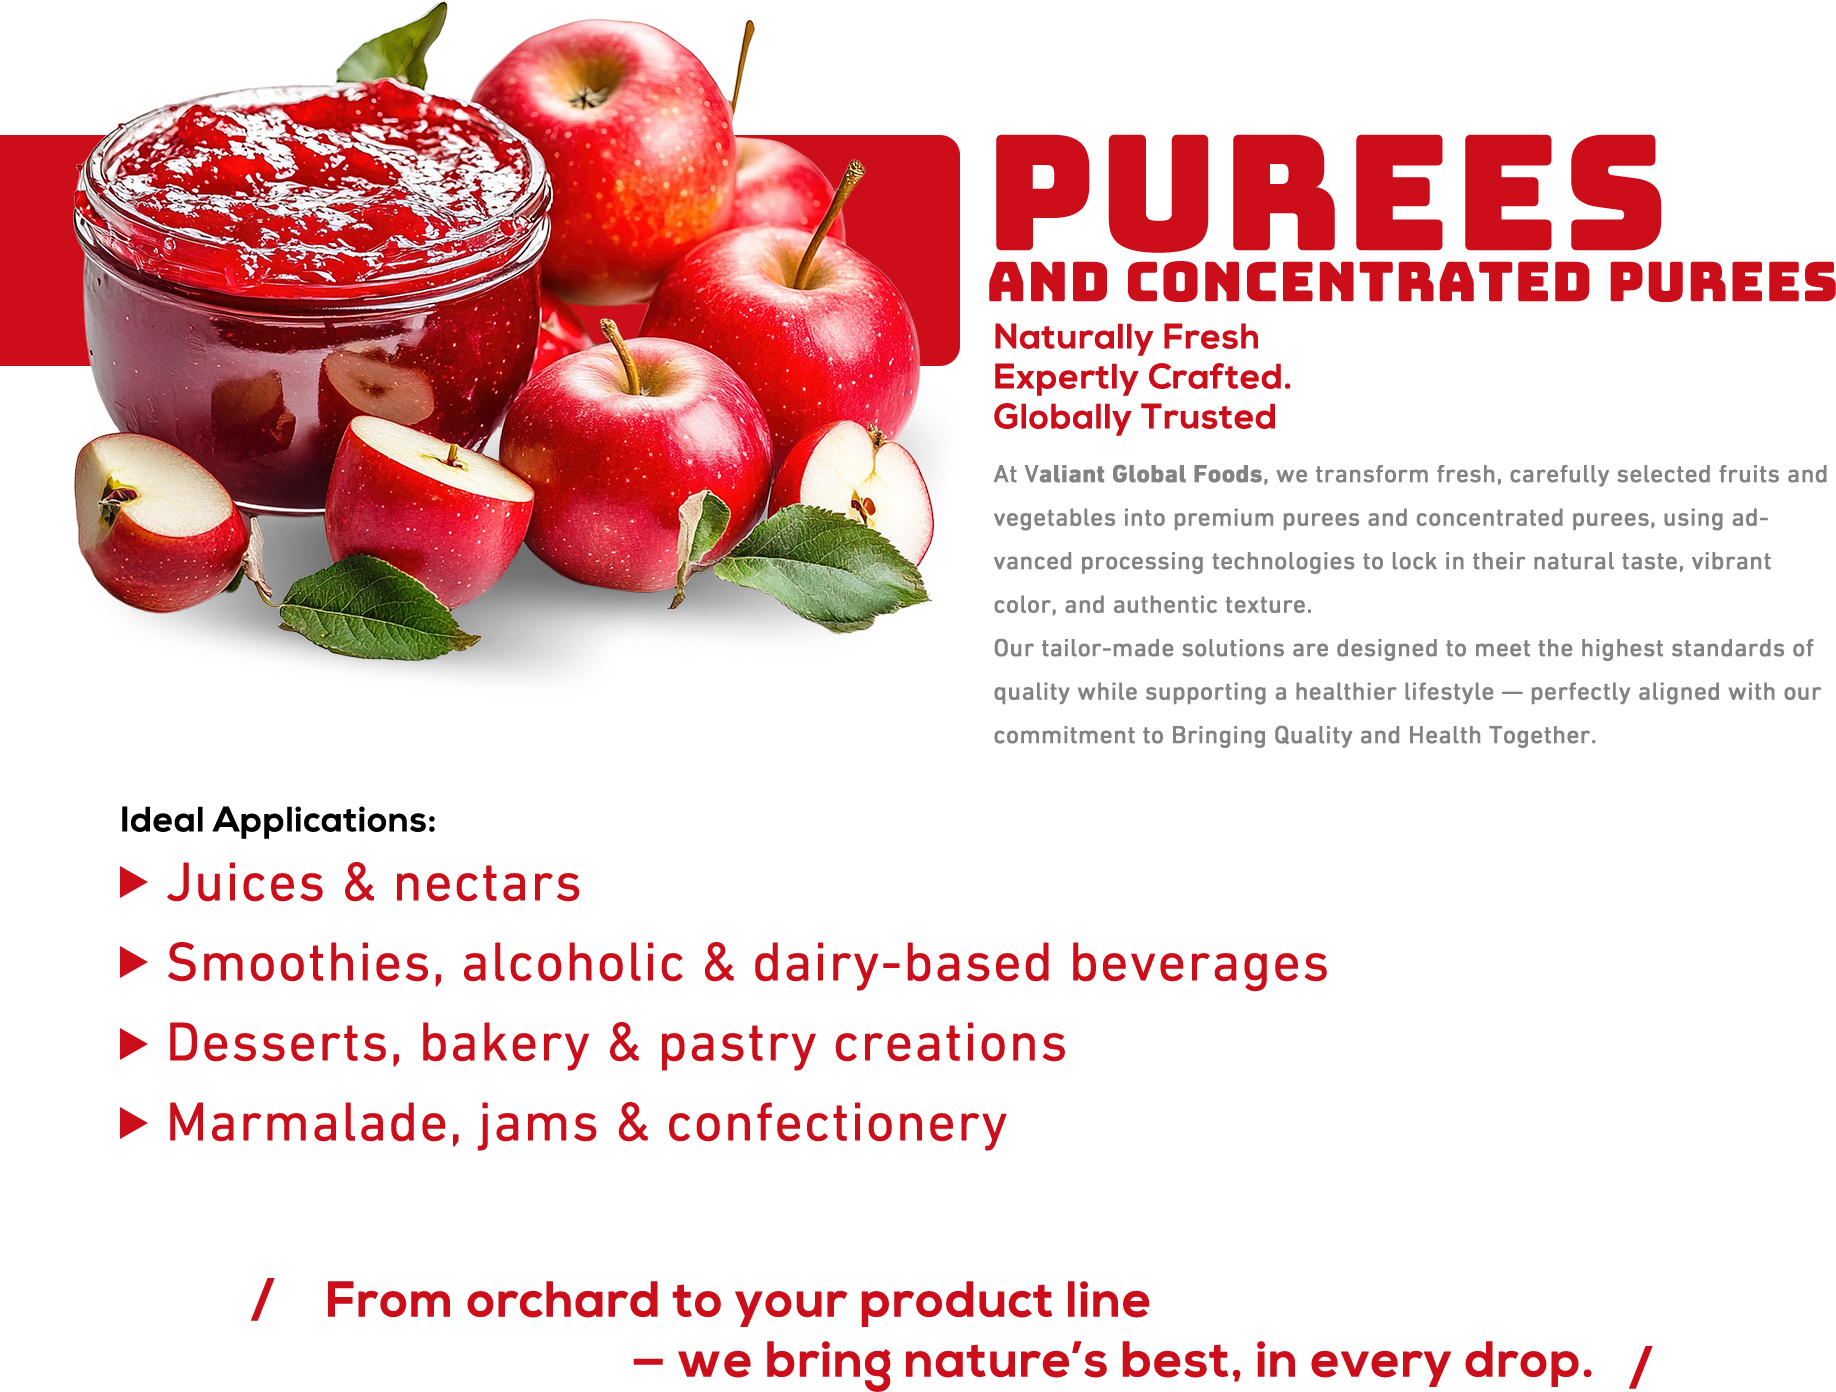 PUREES
AND CONCENTRATED PUREES
Naturally Fresh
Expertly Crafted.
Globally Trusted
At Valiant Global Foods, we transform fresh, carefully selected fruits and
vegetables into premium purees and concentrated purees, using ad-
vanced processing technologies to lock in their natural taste, vibrant
color, and authentic texture.
Our tailor-made solutions are designed to meet the highest standards of
quality while supporting a healthier lifestyle — perfectly aligned with our
commitment to Bringing Quality and Health Together.
Ideal Applications:
▶ Juices & nectars
▶ Smoothies, alcoholic & dairy-based beverages
▶ Desserts, bakery & pastry creations
▶ Marmalade, jams & confectionery
/ From orchard to your product line
– we bring nature’s best, in every drop. /